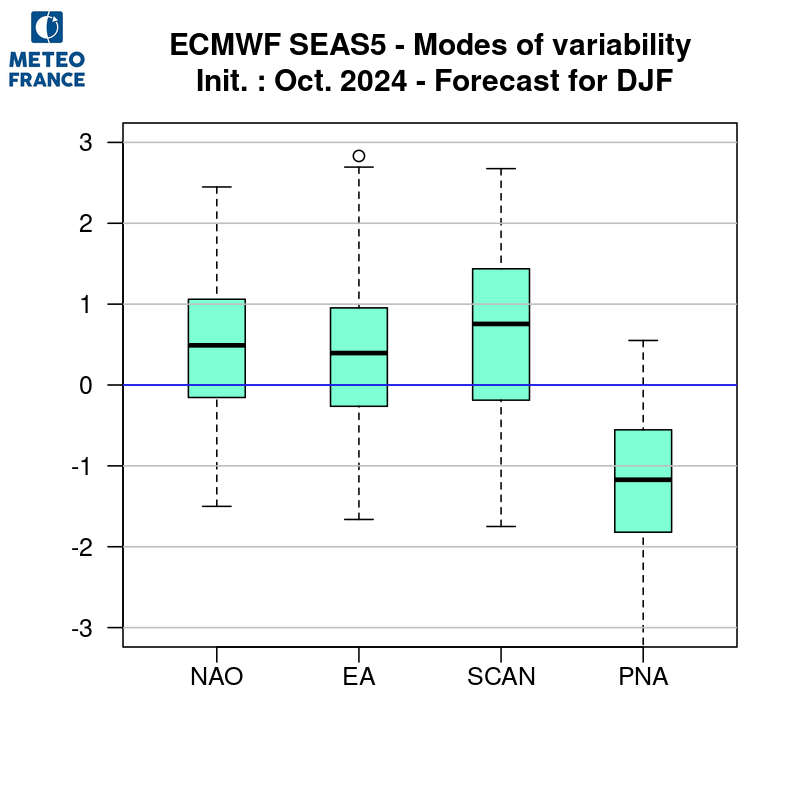 METEO
FRANCE
ECMWF SEAS5 - Modes of variability
Init. : Oct. 2024 - Forecast for DJF
3
2
1
0
-1
-2
-3
NAO EA SCAN PNA